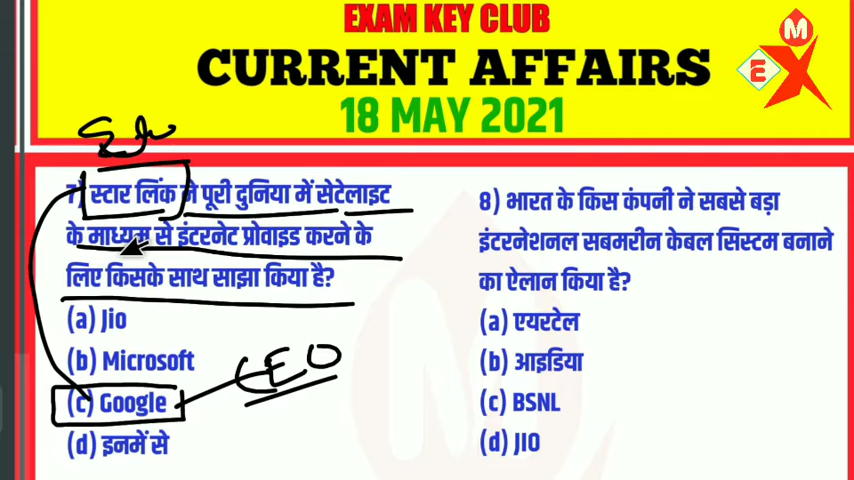 EXAM KEY CLUB
CURRENT AFFAIRS
18 MAY 2021
M
E X
7) स्टार लिंक ने पूरी दुनिया में सेटेलाइट
के माध्यम से इंटरनेट प्रोवाइड करने के
लिए किसके साथ साझा किया है?
(a) Jio
(b) Microsoft
(c) Google
CEO
(d) इनमें से
8) भारत के किस कंपनी ने सबसे बड़ा
इंटरनेशनल सबमरीन केबल सिस्टम बनाने
का ऐलान किया है?
(a) एयरटेल
(b) आइडिया
(c) BSNL
(d) JIO